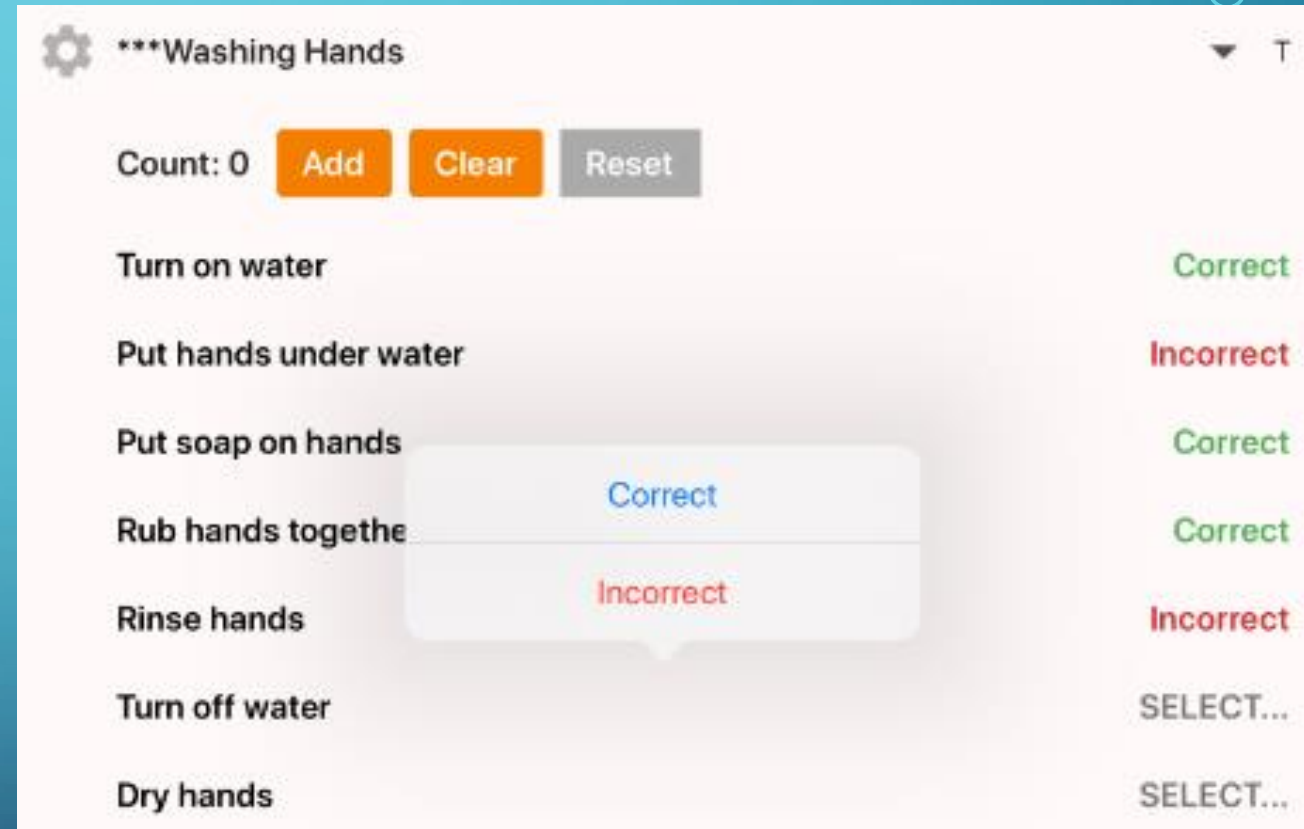 ***Washing Hands T
Count: 0 Add Clear Reset
Turn on water Correct
Put hands under water Incorrect
Put soap on hands Correct
Correct
Rub hands togethe Correct
Incorrect
Rinse hands Incorrect
Turn off water SELECT...
Dry hands SELECT...